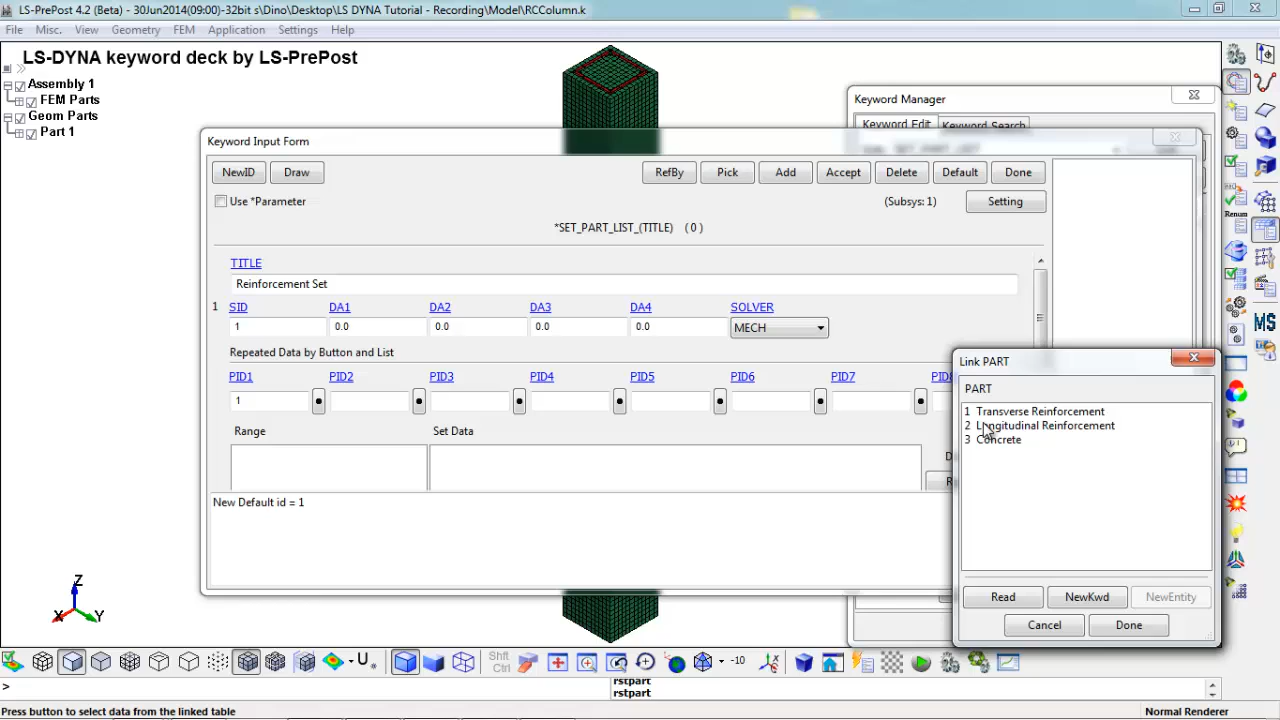 LS-PrePost 4.2 (Beta) - 30Jun2014(09:00)-32bit s\Dino\Desktop\LS DYNA Tutorial - Recording\Model\RCColumn.k
File Misc. View Geometry FEM Application Settings Help
LS-DYNA keyword deck by LS-PrePost
Assembly 1
FEM Parts
Geom Parts
Part 1
Keyword Manager
Keyword Edit Keyword Search
Keyword Input Form
NewID Draw RefBy Pick Add Accept Delete Default Done
Use *Parameter (Subsys: 1) Setting
*SET_PART_LIST_(TITLE) (0)
TITLE
Reinforcement Set
1 SID DA1 DA2 DA3 DA4 SOLVER
1 0.0 0.0 0.0 0.0 MECH
Repeated Data by Button and List
PID1 PID2 PID3 PID4 PID5 PID6 PID7
1
Range Set Data
New Default id = 1
Link PART
PART
1 Transverse Reinforcement
2 Longitudinal Reinforcement
3 Concrete
Read NewKwd NewEntity
Cancel Done
Renum
MS
Z
X Y
Shft
Ctrl
-10
>
rstpart
rstpart
Press button to select data from the linked table
Normal Renderer